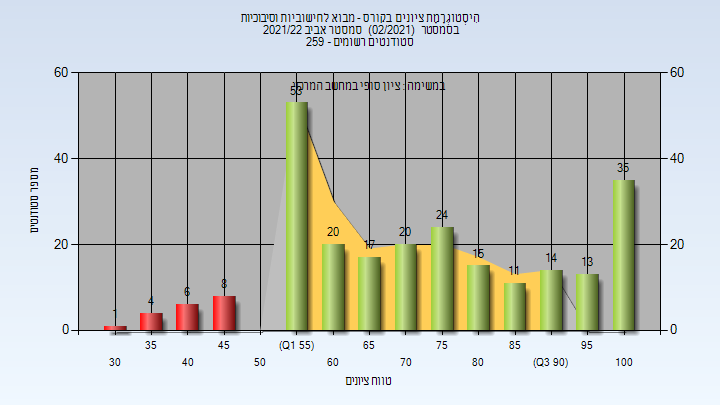 היסטוגרמת ציונים בקורס - מבוא לחישוביות וסיבוכיות
בסמסטר (02/2021) סמסטר אביב 2021/22
סטודנטים רשומים - 259
במשימה : ציון סופי במחשב המרכזי
60 60
40 40
20 20
0 0
מספר סטודנטים
1 4 6 8 53 20 17 20 24 15 11 14 13 35
35 45 (Q1 55) 65 75 85 95
30 40 50 60 70 80 (Q3 90) 100
טווח ציונים